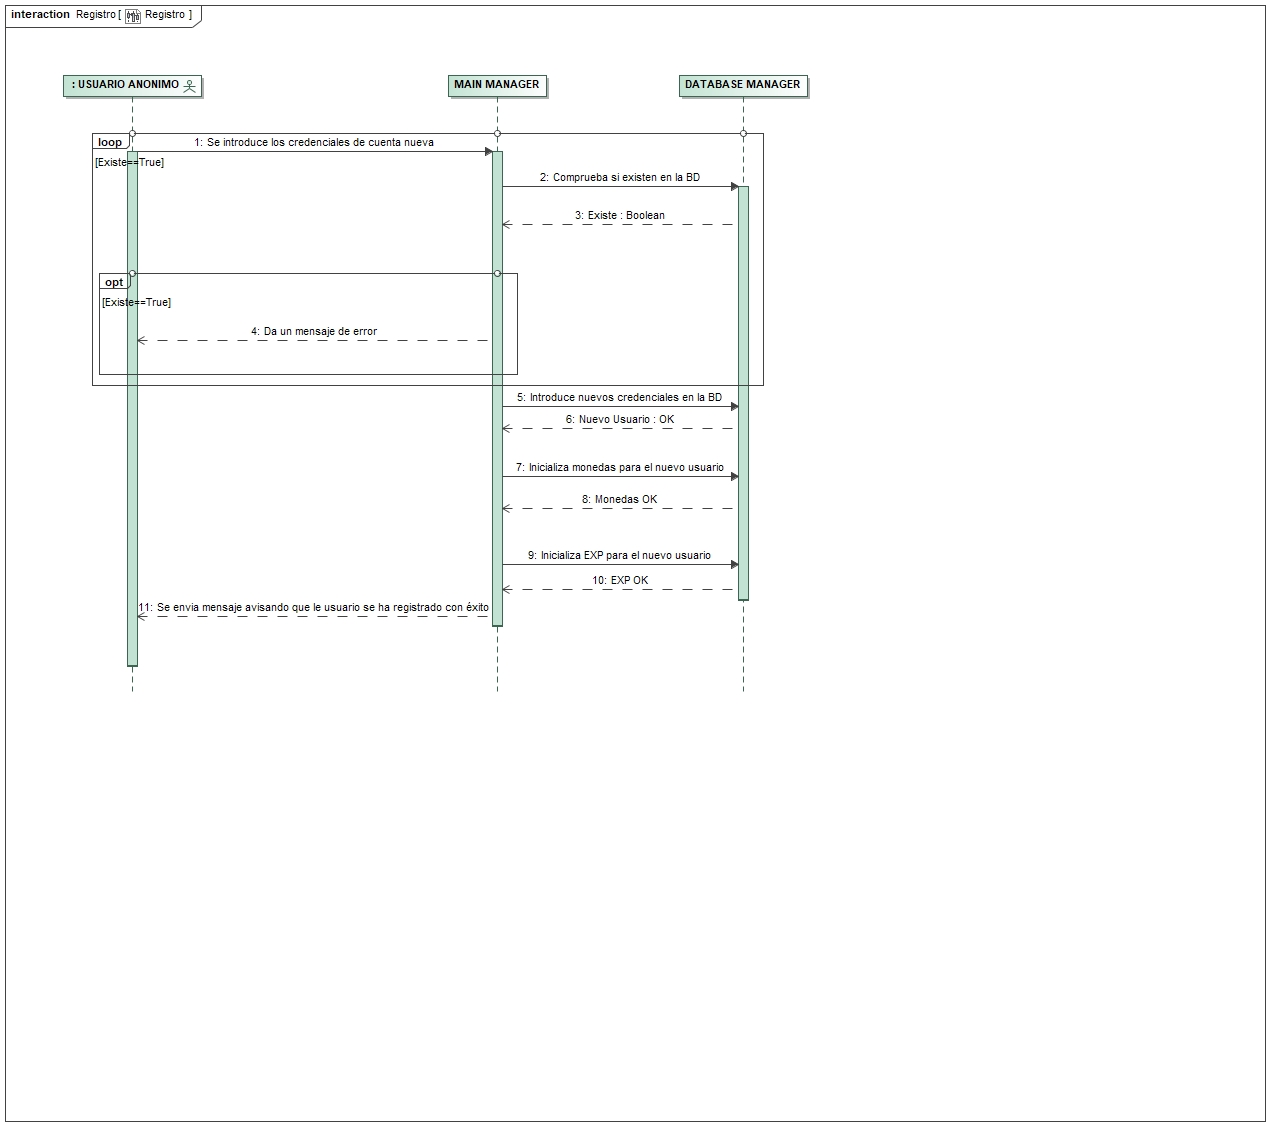 interaction Registro [ Registro ]
: USUARIO ANONIMO
MAIN MANAGER
DATABASE MANAGER
loop
1: Se introduce los credenciales de cuenta nueva
[Existe==True]
2: Comprueba si existen en la BD
3: Existe : Boolean
opt
[Existe==True]
4: Da un mensaje de error
5: Introduce nuevos credenciales en la BD
6: Nuevo Usuario : OK
7: Inicializa monedas para el nuevo usuario
8: Monedas OK
9: Inicializa EXP para el nuevo usuario
10: EXP OK
11: Se envia mensaje avisando que le usuario se ha registrado con éxito